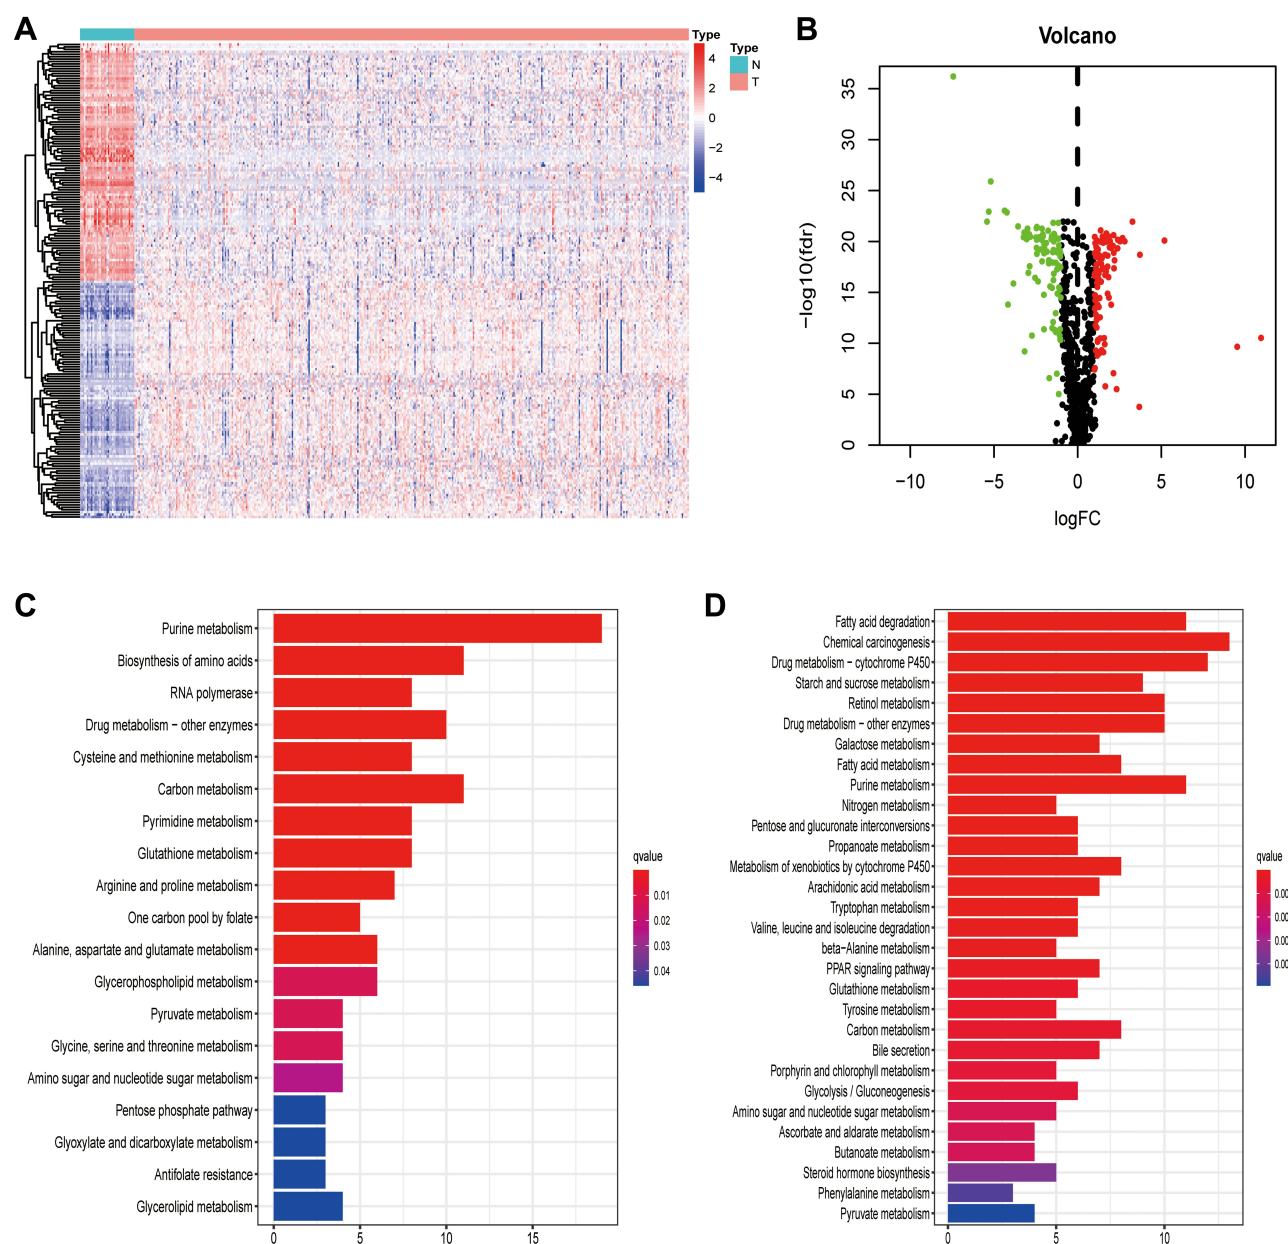 A
Type
4
2
0
−2
−4
Type
N
T
B
Volcano
−log10(fdr)
35
30
25
20
15
10
5
0
−10
−5
0
5
10
logFC
C
Purine metabolism
Biosynthesis of amino acids
RNA polymerase
Drug metabolism − other enzymes
Cysteine and methionine metabolism
Carbon metabolism
Pyrimidine metabolism
Glutathione metabolism
Arginine and proline metabolism
One carbon pool by folate
Alanine, aspartate and glutamate metabolism
Glycerophospholipid metabolism
Pyruvate metabolism
Glycine, serine and threonine metabolism
Amino sugar and nucleotide sugar metabolism
Pentose phosphate pathway
Glyoxylate and dicarboxylate metabolism
Antifolate resistance
Glycerolipid metabolism
0
5
10
15
qvalue
0.01
0.02
0.03
0.04
D
Fatty acid degradation
Chemical carcinogenesis
Drug metabolism − cytochrome P450
Starch and sucrose metabolism
Retinol metabolism
Drug metabolism − other enzymes
Galactose metabolism
Fatty acid metabolism
Purine metabolism
Nitrogen metabolism
Pentose and glucuronate interconversions
Propanoate metabolism
Metabolism of xenobiotics by cytochrome P450
Arachidonic acid metabolism
Tryptophan metabolism
Valine, leucine and isoleucine degradation
beta−Alanine metabolism
PPAR signaling pathway
Glutathione metabolism
Tyrosine metabolism
Carbon metabolism
Bile secretion
Porphyrin and chlorophyll metabolism
Glycolysis / Gluconeogenesis
Amino sugar and nucleotide sugar metabolism
Ascorbate and aldarate metabolism
Butanoate metabolism
Steroid hormone biosynthesis
Phenylalanine metabolism
Pyruvate metabolism
0
5
10
qvalue
0.00
0.00
0.00
0.00